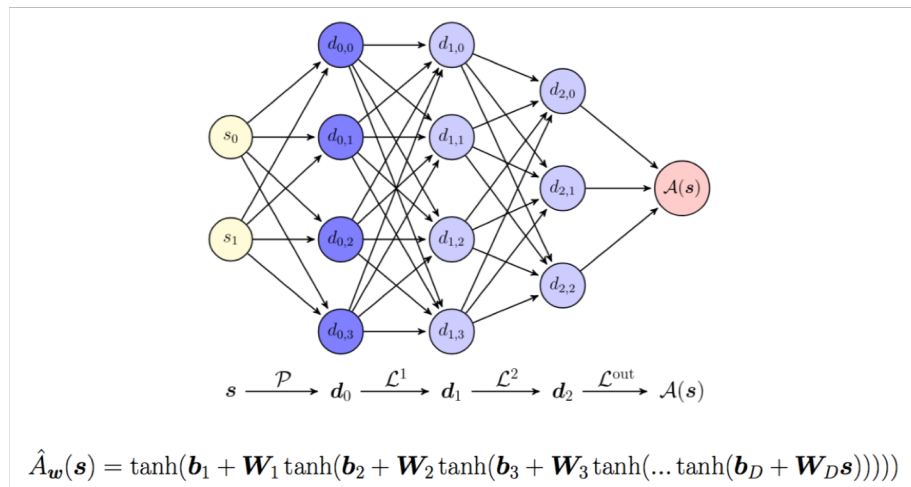 d₀,₀ d₁,₀
d₂,₀
s₀ d₀,₁ d₁,₁
d₂,₁ 𝒜(𝒔)
s₁ d₀,₂ d₁,₂
d₂,₂
d₀,₃ d₁,₃
𝒫 ℒ¹ ℒ² ℒᵒᵘᵗ
𝒔 ⟶ 𝒅₀ ⟶ 𝒅₁ ⟶ 𝒅₂ ⟶ 𝒜(𝒔)
Â𝒘(𝒔) = tanh(𝒃₁ + 𝑾₁ tanh(𝒃₂ + 𝑾₂ tanh(𝒃₃ + 𝑾₃ tanh(... tanh(𝒃_D + 𝑾_D𝒔)))))